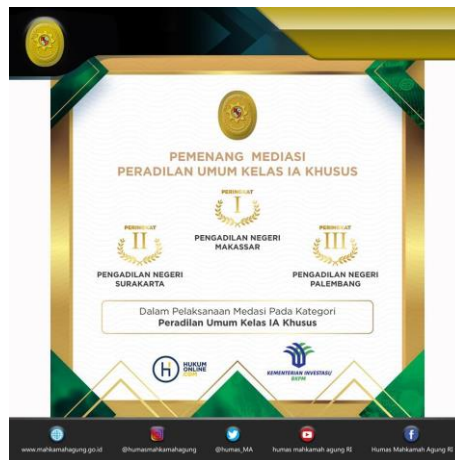 PEMENANG MEDIASI
PERADILAN UMUM KELAS IA KHUSUS
PERINGKAT
I
PENGADILAN NEGERI
MAKASSAR
PERINGKAT
II
PENGADILAN NEGERI
SURAKARTA
PERINGKAT
III
PENGADILAN NEGERI
PALEMBANG
Dalam Pelaksanaan Medasi Pada Kategori
Peradilan Umum Kelas IA Khusus
H HUKUM
ONLINE
.COM
KEMENTERIAN INVESTASI/
BKPM
www.mahkamahagung.go.id @humasmahkamahagung @humas_MA humas mahkamah agung RI Humas Mahkamah Agung RI